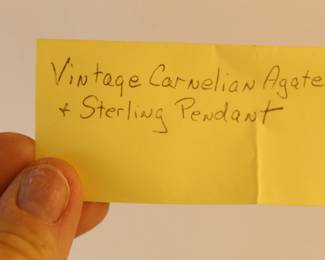 Vintage Carnelian Agate
+ Sterling Pendant